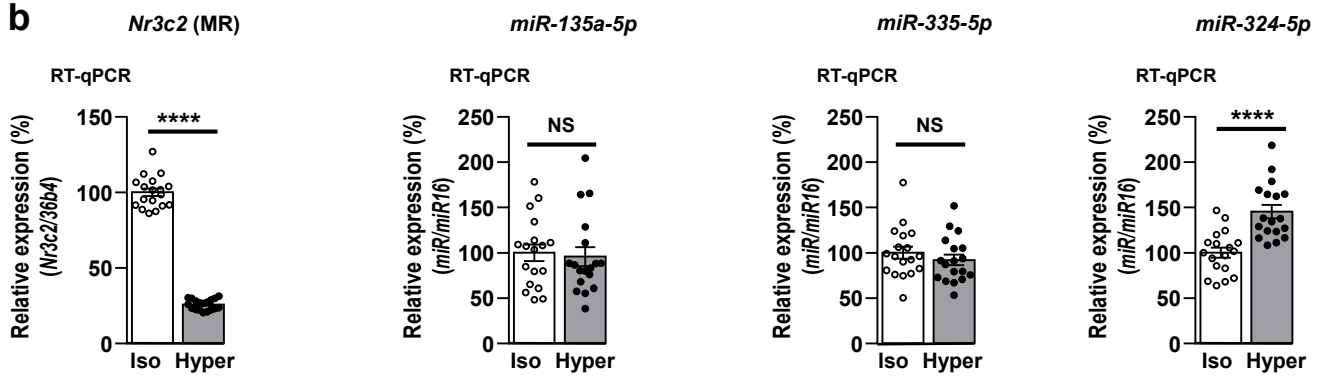 b
Nr3c2 (MR)
RT-qPCR
Relative expression (%)
(Nr3c2/36b4)
150
100
50
0
****
Iso Hyper
miR-135a-5p
RT-qPCR
Relative expression (%)
(miR/miR16)
250
200
150
100
50
0
NS
Iso Hyper
miR-335-5p
RT-qPCR
Relative expression (%)
(miR/miR16)
250
200
150
100
50
0
NS
Iso Hyper
miR-324-5p
RT-qPCR
Relative expression (%)
(miR/miR16)
250
200
150
100
50
0
****
Iso Hyper